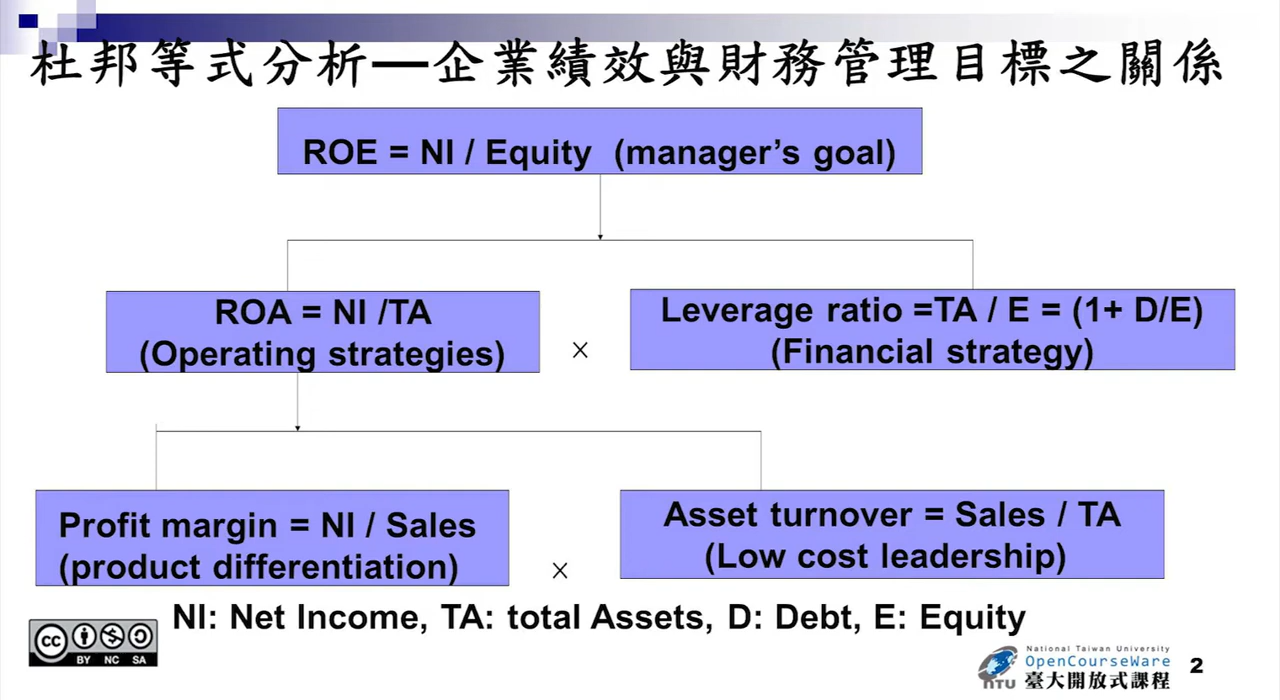 杜邦等式分析—企業績效與財務管理目標之關係
ROE = NI / Equity (manager’s goal)
ROA = NI /TA
(Operating strategies)
×
Leverage ratio =TA / E = (1+ D/E)
(Financial strategy)
Profit margin = NI / Sales
(product differentiation)
×
Asset turnover = Sales / TA
(Low cost leadership)
NI: Net Income, TA: total Assets, D: Debt, E: Equity
cc
BY NC SA
NTU
National Taiwan University
OpenCourseWare
臺大開放式課程
2